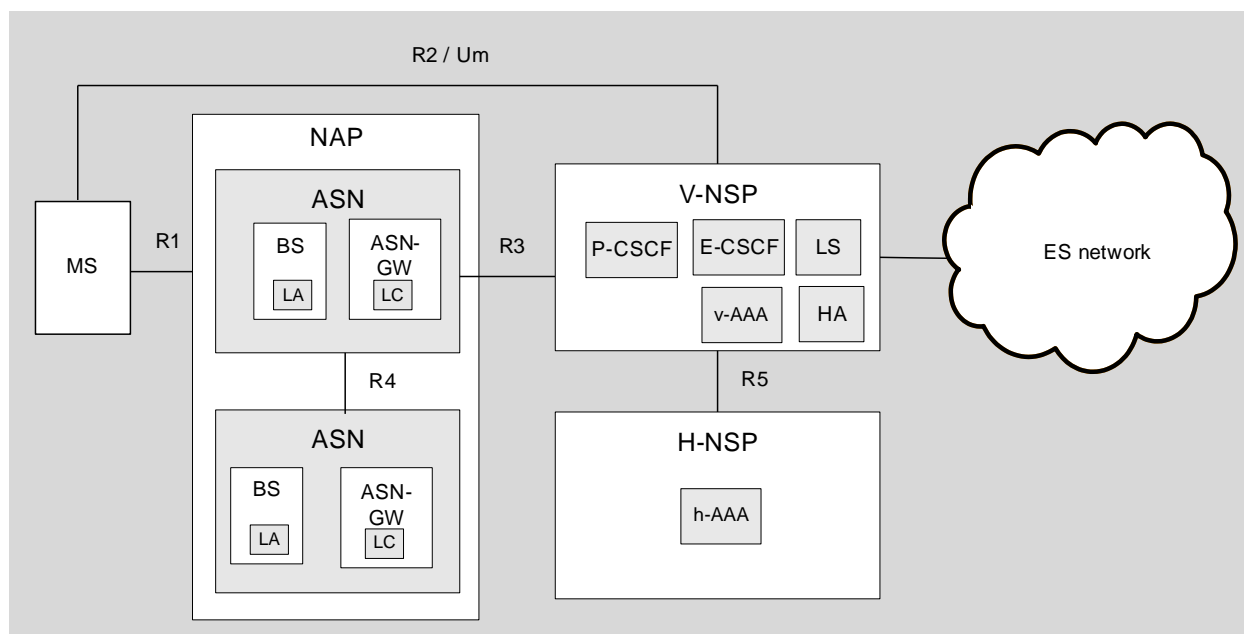 R2 / Um
NAP
ASN
BS
LA
ASN-
GW
LC
R1
MS
R3
V-NSP
P-CSCF
E-CSCF
LS
v-AAA
HA
ES network
R4
R5
ASN
BS
LA
ASN-
GW
LC
H-NSP
h-AAA